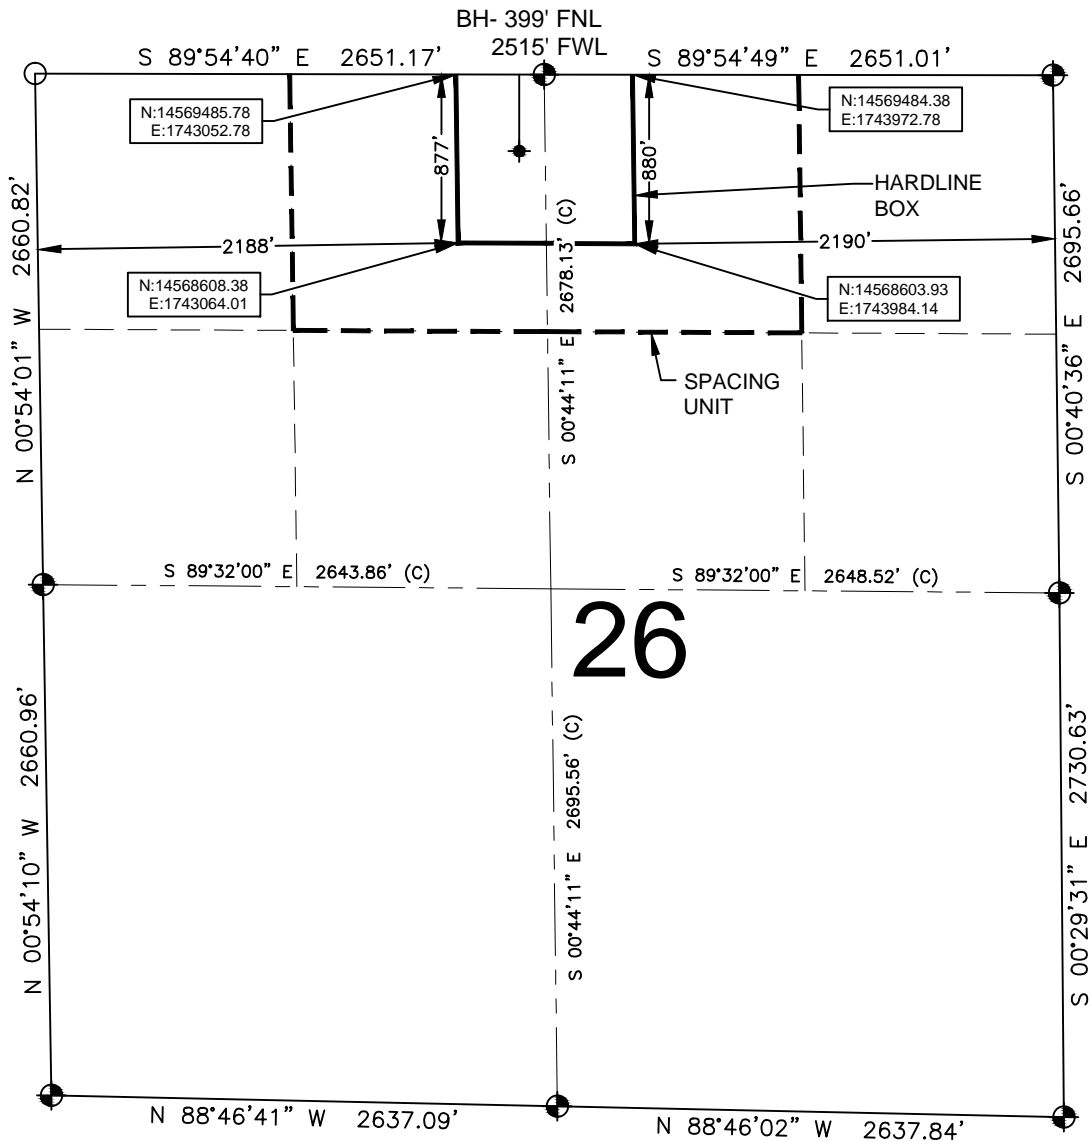 BH- 399' FNL
2515' FWL
S 89°54'40" E 2651.17'
S 89°54'49" E 2651.01'
N:14569485.78
E:1743052.78
N:14569484.38
E:1743972.78
877'
880'
HARDLINE
BOX
2188'
2190'
N:14568608.38
E:1743064.01
N:14568603.93
E:1743984.14
SPACING
UNIT
N 00°54'01" W 2660.82'
S 00°44'11" E 2678.13' (C)
S 00°40'36" E 2695.66'
S 89°32'00" E 2643.86' (C)
S 89°32'00" E 2648.52' (C)
26
N 00°54'10" W 2660.96'
S 00°44'11" E 2695.56' (C)
S 00°29'31" E 2730.63'
N 88°46'41" W 2637.09'
N 88°46'02" W 2637.84'